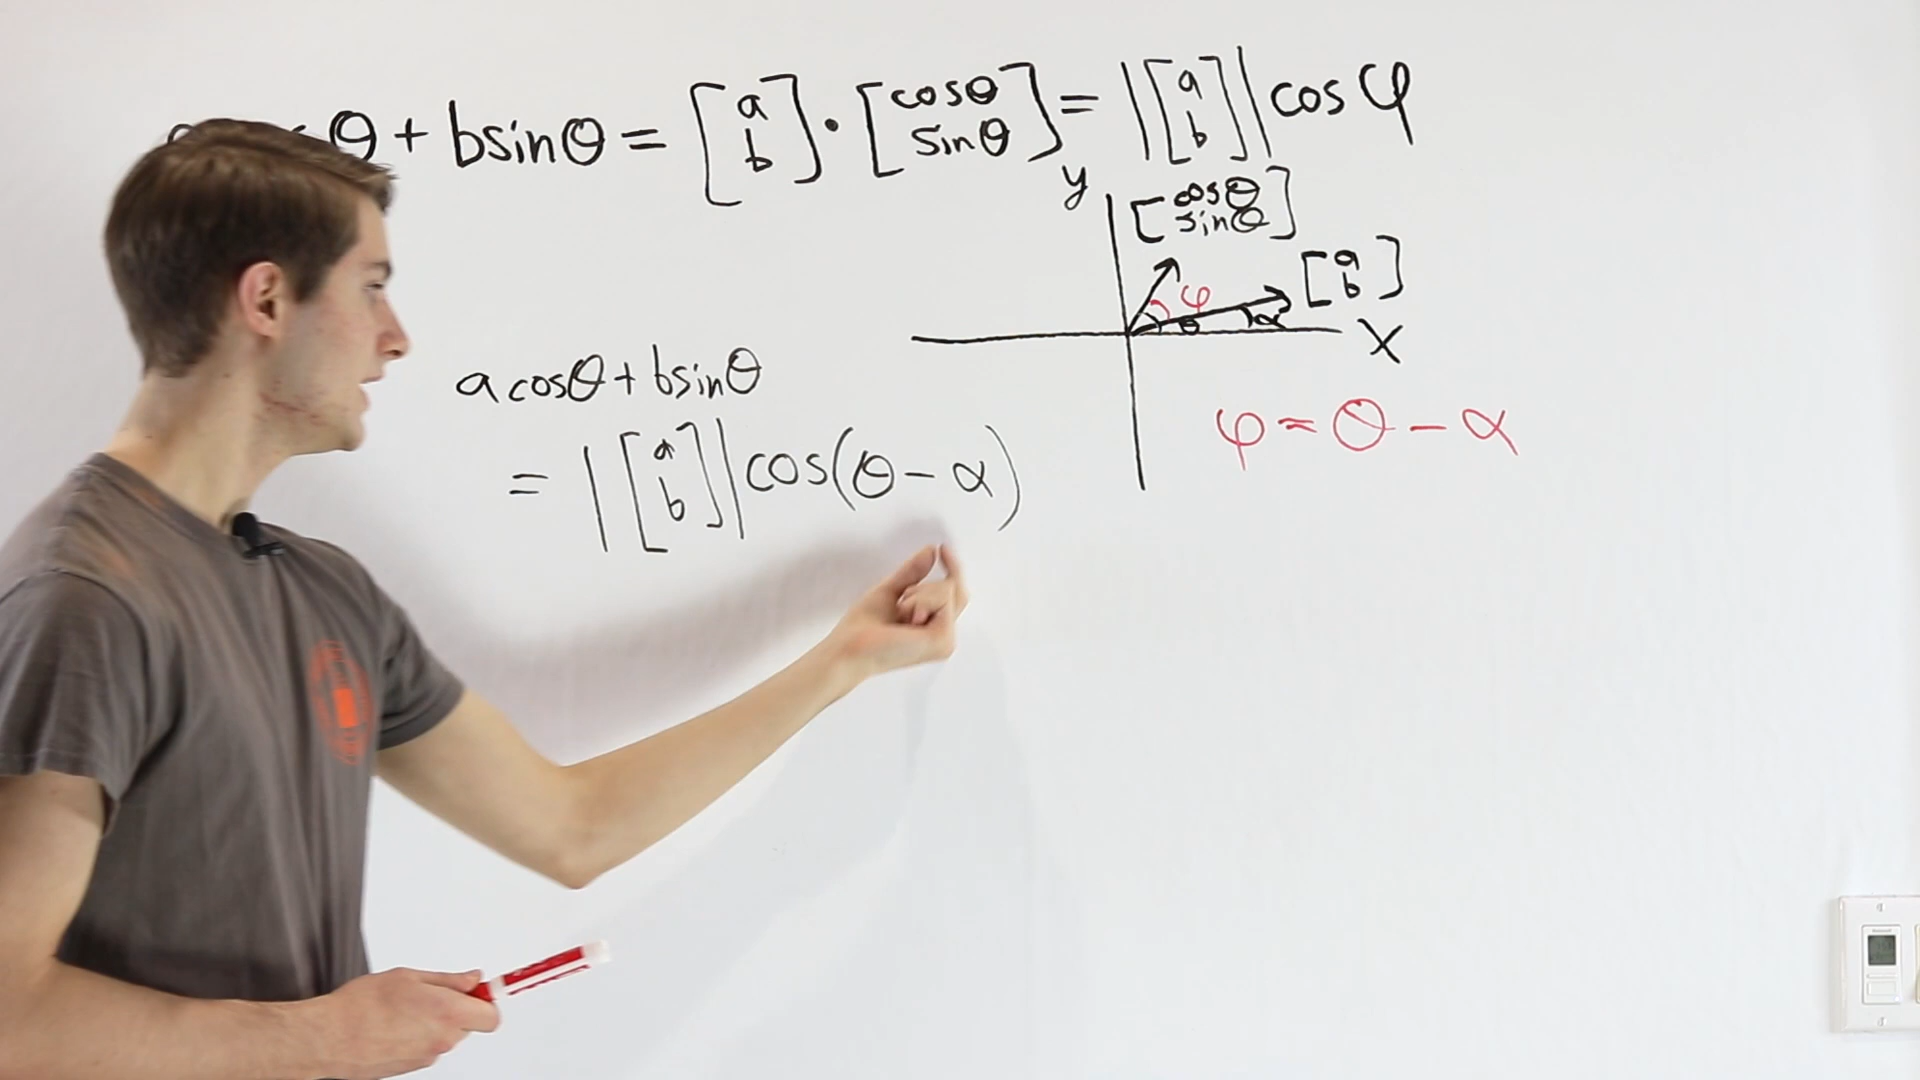 θ + bsinθ = [a b] · [cosθ sinθ] = |[a b]| cos φ
y
[cosθ sinθ]
[a b]
φ
θ α
x
a cosθ + bsinθ
= |[a b]| cos(θ - α)
φ = θ - α